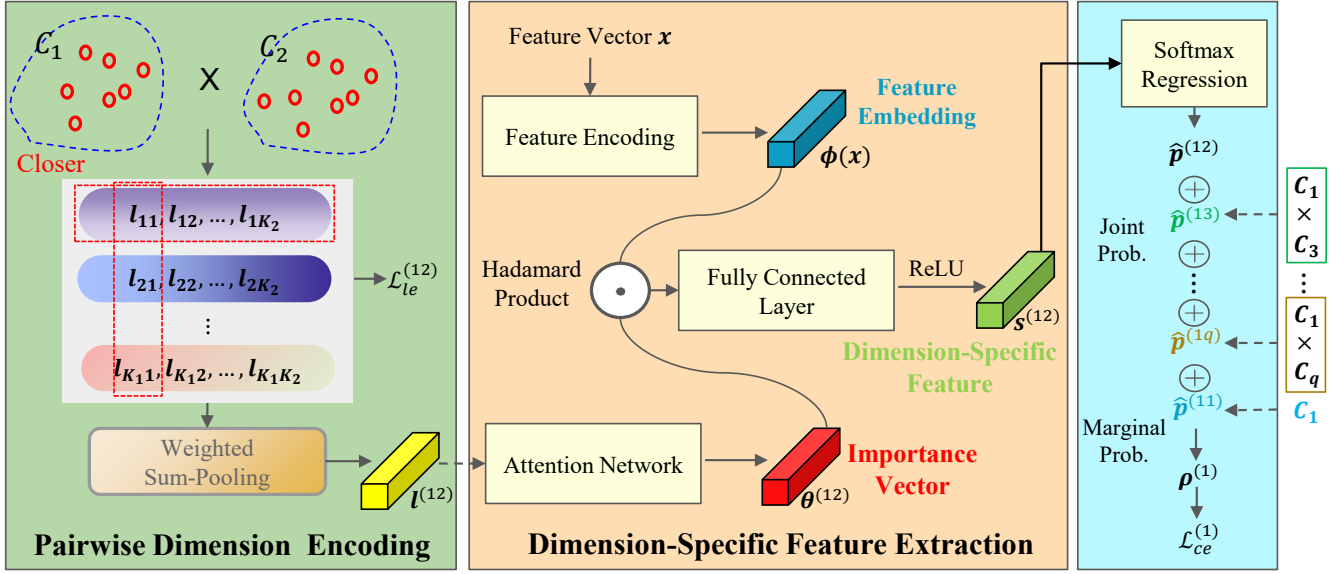 C₁
X
C₂
Closer
l₁₁, l₁₂, ..., l₁K₂
l₂₁, l₂₂, ..., l₂K₂
⋮
lK₁₁, lK₁₂, ..., lK₁K₂
ℒₗₑ⁽¹²⁾
Weighted
Sum-Pooling
l⁽¹²⁾
Pairwise Dimension Encoding
Feature Vector x
Feature Encoding
Feature
Embedding
ϕ(x)
Hadamard
Product
Fully Connected
Layer
ReLU
s⁽¹²⁾
Dimension-Specific
Feature
Attention Network
θ⁽¹²⁾
Importance
Vector
Dimension-Specific Feature Extraction
Softmax
Regression
p̂⁽¹²⁾
+
p̂⁽¹³⁾
Joint
Prob.
+
⋮
+
p̂⁽¹q⁾
+
p̂⁽¹¹⁾
Marginal
Prob.
ρ⁽¹⁾
ℒce⁽¹⁾
C₁
×
C₃
⋮
C₁
×
Cq
C₁